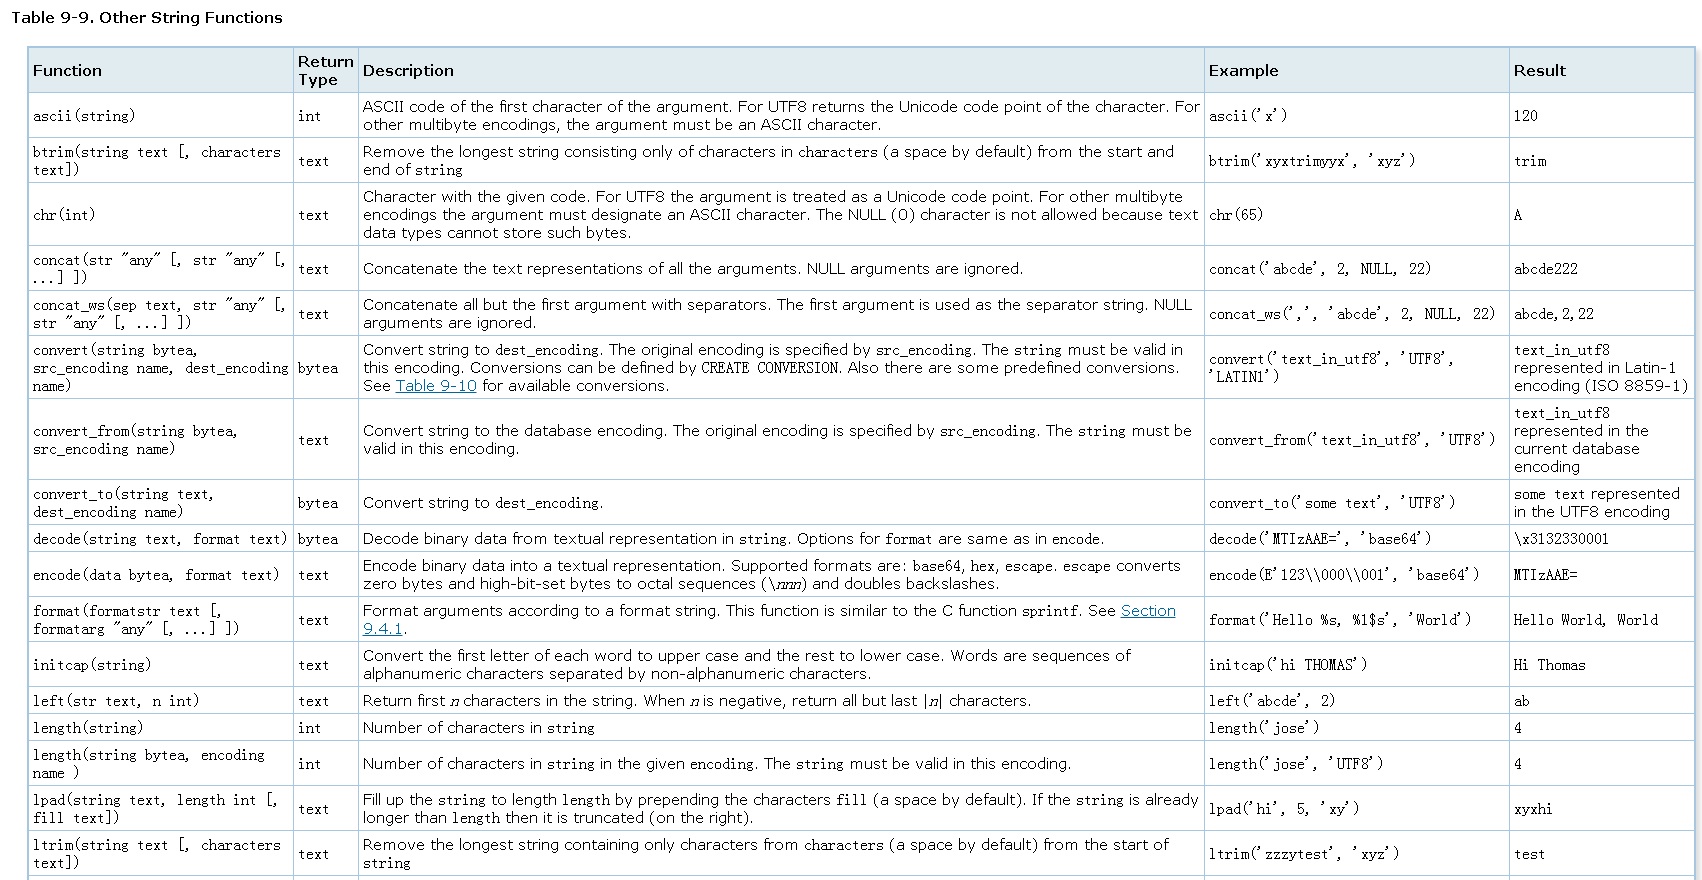 Table 9-9. Other String Functions
Function Return Type Description Example Result
ascii(string) int ASCII code of the first character of the argument. For UTF8 returns the Unicode code point of the character. For other multibyte encodings, the argument must be an ASCII character. ascii('x') 120
btrim(string text [, characters text]) text Remove the longest string consisting only of characters in characters (a space by default) from the start and end of string btrim('xyxtrimyyx', 'xyz') trim
chr(int) text Character with the given code. For UTF8 the argument is treated as a Unicode code point. For other multibyte encodings the argument must designate an ASCII character. The NULL (0) character is not allowed because text data types cannot store such bytes. chr(65) A
concat(str "any" [, str "any" [, ...] ]) text Concatenate the text representations of all the arguments. NULL arguments are ignored. concat('abcde', 2, NULL, 22) abcde222
concat_ws(sep text, str "any" [, str "any" [, ...] ]) text Concatenate all but the first argument with separators. The first argument is used as the separator string. NULL arguments are ignored. concat_ws(',', 'abcde', 2, NULL, 22) abcde,2,22
convert(string bytea, src_encoding name, dest_encoding name) bytea Convert string to dest_encoding. The original encoding is specified by src_encoding. The string must be valid in this encoding. Conversions can be defined by CREATE CONVERSION. Also there are some predefined conversions. See Table 9-10 for available conversions. convert('text_in_utf8', 'UTF8', 'LATIN1') text_in_utf8 represented in Latin-1 encoding (ISO 8859-1)
convert_from(string bytea, src_encoding name) text Convert string to the database encoding. The original encoding is specified by src_encoding. The string must be valid in this encoding. convert_from('text_in_utf8', 'UTF8') text_in_utf8 represented in the current database encoding
convert_to(string text, dest_encoding name) bytea Convert string to dest_encoding. convert_to('some text', 'UTF8') some text represented in the UTF8 encoding
decode(string text, format text) bytea Decode binary data from textual representation in string. Options for format are same as in encode. decode('MTIzAAE=', 'base64') \x3132330001
encode(data bytea, format text) text Encode binary data into a textual representation. Supported formats are: base64, hex, escape. escape converts zero bytes and high-bit-set bytes to octal sequences (\nnn) and doubles backslashes. encode(E'123\\000\\001', 'base64') MTIzAAE=
format(formatstr text [, formatarg "any" [, ...] ]) text Format arguments according to a format string. This function is similar to the C function sprintf. See Section 9.4.1. format('Hello %s, %1$s', 'World') Hello World, World
initcap(string) text Convert the first letter of each word to upper case and the rest to lower case. Words are sequences of alphanumeric characters separated by non-alphanumeric characters. initcap('hi THOMAS') Hi Thomas
left(str text, n int) text Return first n characters in the string. When n is negative, return all but last |n| characters. left('abcde', 2) ab
length(string) int Number of characters in string length('jose') 4
length(string bytea, encoding name ) int Number of characters in string in the given encoding. The string must be valid in this encoding. length('jose', 'UTF8') 4
lpad(string text, length int [, fill text]) text Fill up the string to length length by prepending the characters fill (a space by default). If the string is already longer than length then it is truncated (on the right). lpad('hi', 5, 'xy') xyxhi
ltrim(string text [, characters text]) text Remove the longest string containing only characters from characters (a space by default) from the start of string ltrim('zzzytest', 'xyz') test